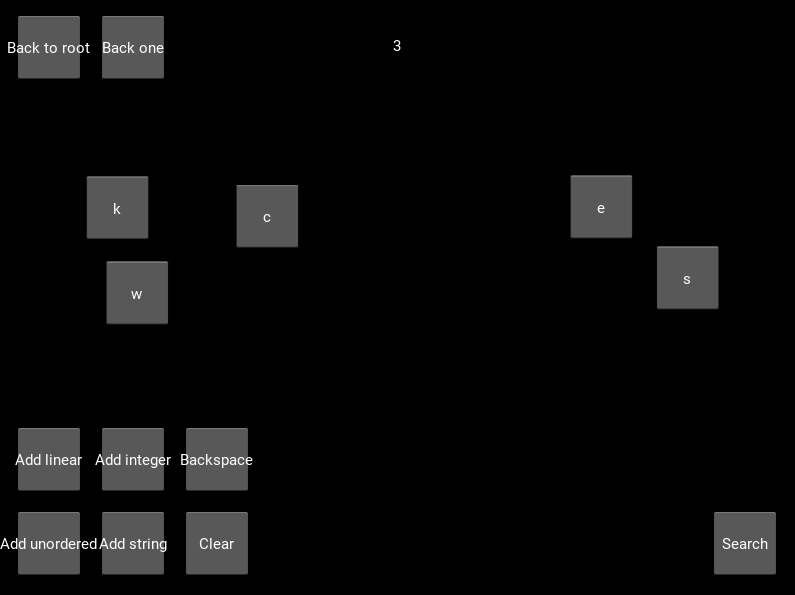 Back to root
Back one
3
k
c
e
w
s
Add linear
Add integer
Backspace
Add unordered
Add string
Clear
Search